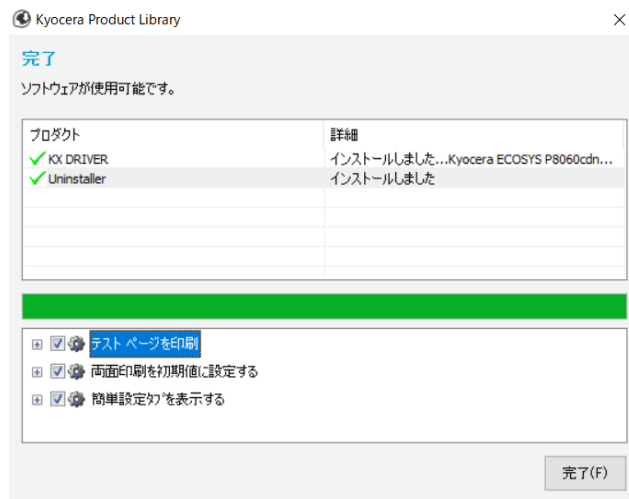 Kyocera Product Library
完了
ソフトウェアが使用可能です。
プロダクト 詳細
KX DRIVER インストールしました...Kyocera ECOSYS P8060cdn...
Uninstaller インストールしました
テスト ページを印刷
両面印刷を初期値に設定する
簡単設定タブを表示する
完了(F)